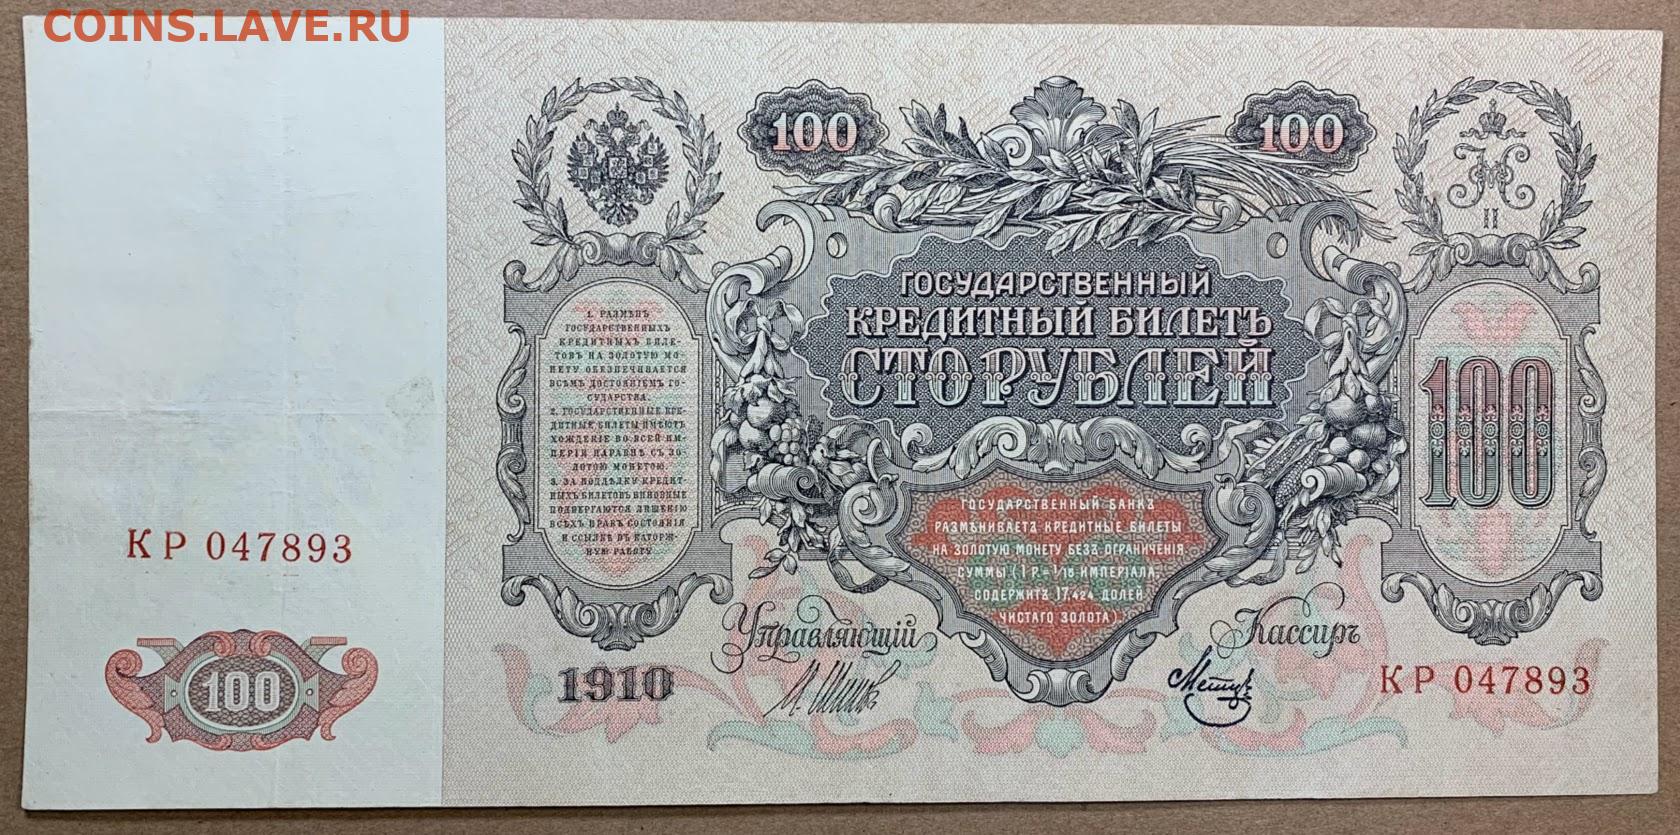 COINS.LAVE.RU
100
100
II
ГОСУДАРСТВЕННЫЙ
КРЕДИТНЫЙ БИЛЕТЪ
СТО РУБЛЕЙ
1. РАЗМѢНЪ
ГОСУДАРСТВЕННЫХЪ
КРЕДИТНЫХЪ БИЛЕ-
ТОВЪ НА ЗОЛОТУЮ МО-
НЕТУ ОБЕЗПЕЧИВАЕТСЯ
ВСѢМЪ ДОСТОЯНІЕМЪ ГО-
СУДАРСТВА.
2. ГОСУДАРСТВЕННЫЕ КРЕ-
ДИТНЫЕ БИЛЕТЫ ИМѢЮТЪ
ХОЖДЕНІЕ ВО ВСЕЙ ИМ-
ПЕРІИ НАРАВНѢ СЪ ЗО-
ЛОТОЮ МОНЕТОЮ.
3. ЗА ПОДДѢЛКУ КРЕДИТ-
НЫХЪ БИЛЕТОВЪ ВИНОВНЫЕ
ПОДВЕРГАЮТСЯ ЛИШЕНІЮ
ВСѢХЪ ПРАВЪ СОСТОЯНІЯ
И ССЫЛКѢ ВЪ КАТОРЖ-
НУЮ РАБОТУ
100
ГОСУДАРСТВЕННЫЙ БАНКЪ
РАЗМѢНИВАЕТЪ КРЕДИТНЫЕ БИЛЕТЫ
НА ЗОЛОТУЮ МОНЕТУ БЕЗЪ ОГРАНИЧЕНІЯ
СУММЫ (1 Р.= 1/15 ИМПЕРІАЛА,
СОДЕРЖИТЪ 17,424 ДОЛЕЙ
ЧИСТАГО ЗОЛОТА)
КР 047893
Управляющій
Кассиръ
100
1910
КР 047893